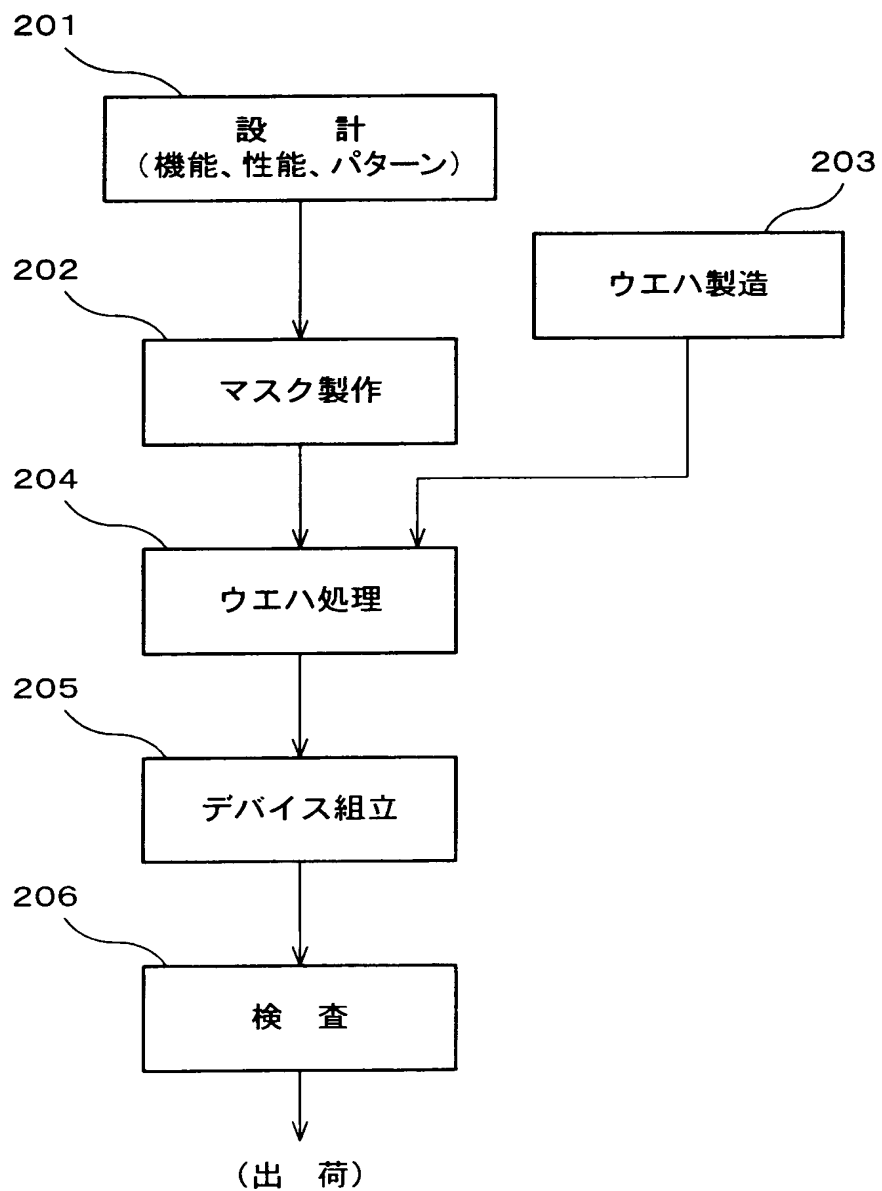 201
設　計
(機能、性能、パターン)
203
ウエハ製造
202
マスク製作
204
ウエハ処理
205
デバイス組立
206
検　査
(出　荷)